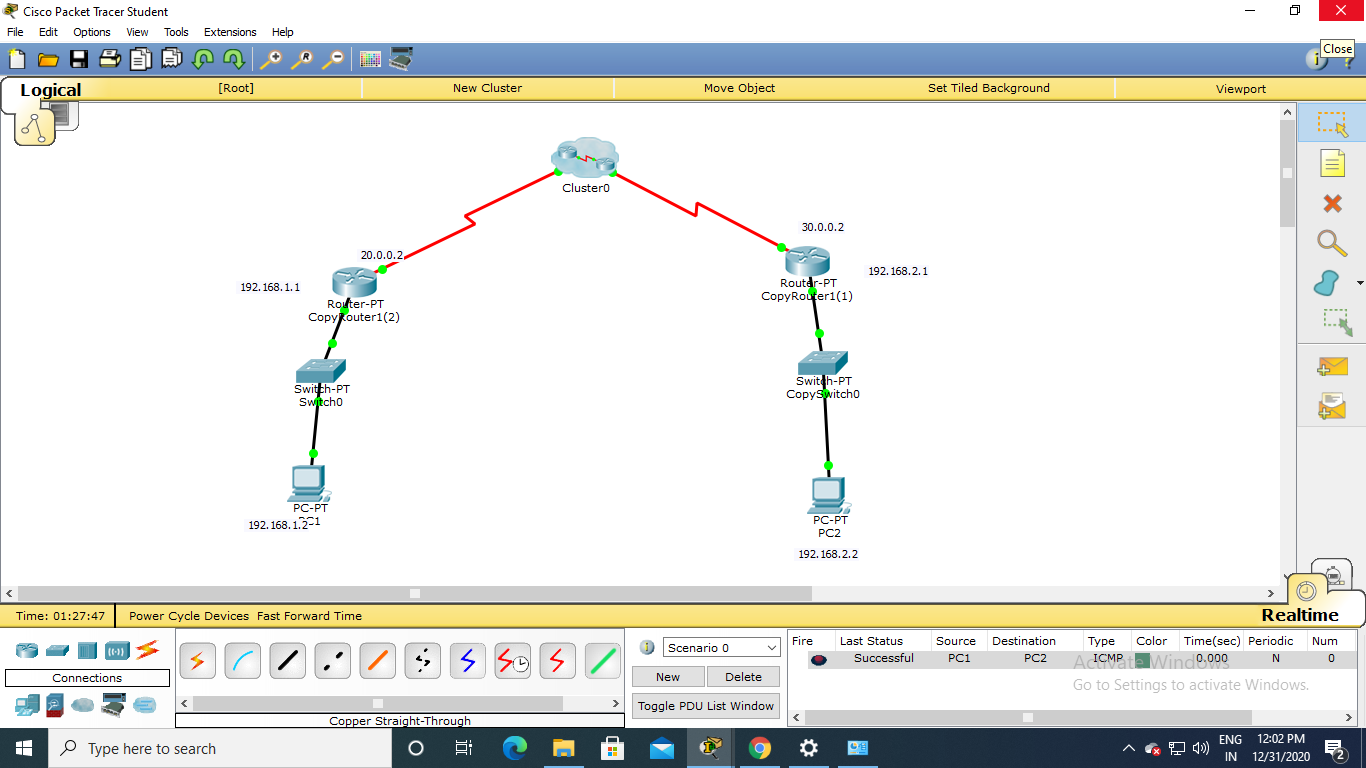 Cisco Packet Tracer Student
File Edit Options View Tools Extensions Help
Close
Logical [Root] New Cluster Move Object Set Tiled Background Viewport
Cluster0
20.0.0.2
192.168.1.1
Router-PT
CopyRouter1(2)
30.0.0.2
192.168.2.1
Router-PT
CopyRouter1(1)
Switch-PT
Switch0
Switch-PT
CopySwitch0
PC-PT
PC1
192.168.1.2
PC-PT
PC2
192.168.2.2
Time: 01:27:47 Power Cycle Devices Fast Forward Time
Realtime
Connections
Copper Straight-Through
Scenario 0
New Delete
Toggle PDU List Window
Fire Last Status Source Destination Type Color Time(sec) Periodic Num
Successful PC1 PC2 ICMP 0.000 N 0
Activate Windows
Go to Settings to activate Windows.
Type here to search
ENG
IN
12:02 PM
12/31/2020
2